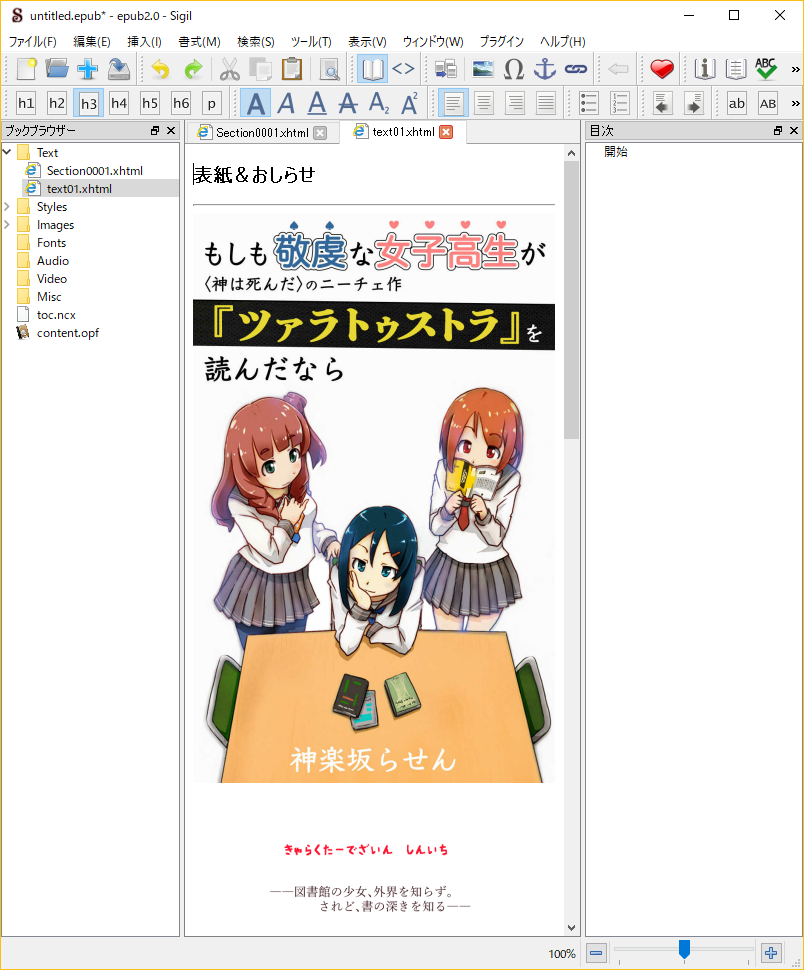 untitled.epub* - epub2.0 - Sigil
ファイル(F) 編集(E) 挿入(I) 書式(M) 検索(S) ツール(T) 表示(V) ウィンドウ(W) プラグイン ヘルプ(H)
ABC
h1 h2 h3 h4 h5 h6 p A A A A A2 A2 ab AB
ブックブラウザー
Section0001.xhtml
text01.xhtml
目次
Text
Section0001.xhtml
text01.xhtml
Styles
Images
Fonts
Audio
Video
Misc
toc.ncx
content.opf
開始
表紙＆おしらせ
もしも敬虔な女子高生が
〈神は死んだ〉のニーチェ作
『ツァラトゥストラ』を
読んだなら
神楽坂らせん
きゃらくたーでざいん しんいち
――図書館の少女、外界を知らず。
されど、書の深きを知る――
100%